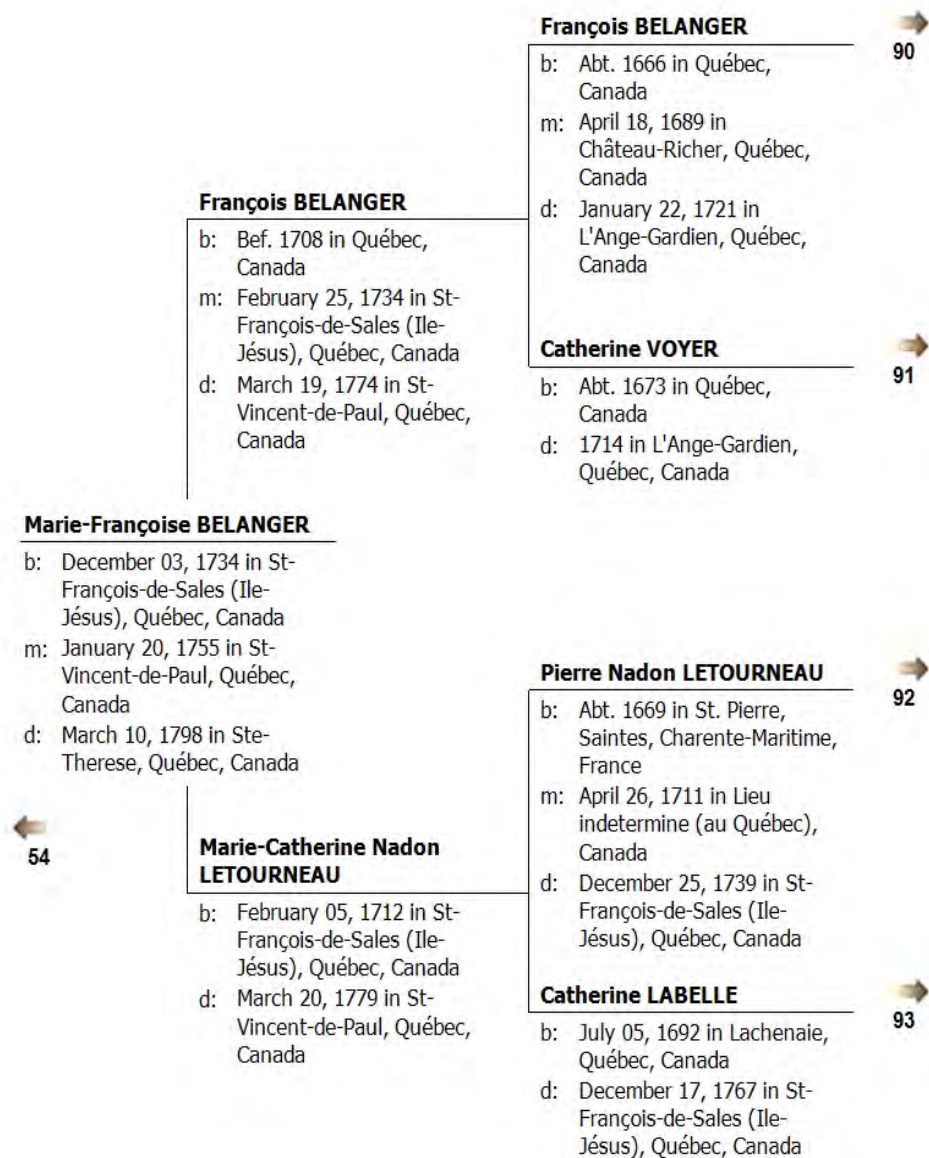 François BELANGER
b: Abt. 1666 in Québec,
Canada
m: April 18, 1689 in
Château-Richer, Québec,
Canada
d: January 22, 1721 in
L'Ange-Gardien, Québec,
Canada
90
François BELANGER
b: Bef. 1708 in Québec,
Canada
m: February 25, 1734 in St-
François-de-Sales (Ile-
Jésus), Québec, Canada
d: March 19, 1774 in St-
Vincent-de-Paul, Québec,
Canada
Catherine VOYER
b: Abt. 1673 in Québec,
Canada
d: 1714 in L'Ange-Gardien,
Québec, Canada
91
Marie-Françoise BELANGER
b: December 03, 1734 in St-
François-de-Sales (Ile-
Jésus), Québec, Canada
m: January 20, 1755 in St-
Vincent-de-Paul, Québec,
Canada
d: March 10, 1798 in Ste-
Therese, Québec, Canada
54
Pierre Nadon LETOURNEAU
b: Abt. 1669 in St. Pierre,
Saintes, Charente-Maritime,
France
m: April 26, 1711 in Lieu
indetermine (au Québec),
Canada
d: December 25, 1739 in St-
François-de-Sales (Ile-
Jésus), Québec, Canada
92
Marie-Catherine Nadon
LETOURNEAU
b: February 05, 1712 in St-
François-de-Sales (Ile-
Jésus), Québec, Canada
d: March 20, 1779 in St-
Vincent-de-Paul, Québec,
Canada
Catherine LABELLE
b: July 05, 1692 in Lachenaie,
Québec, Canada
d: December 17, 1767 in St-
François-de-Sales (Ile-
Jésus), Québec, Canada
93